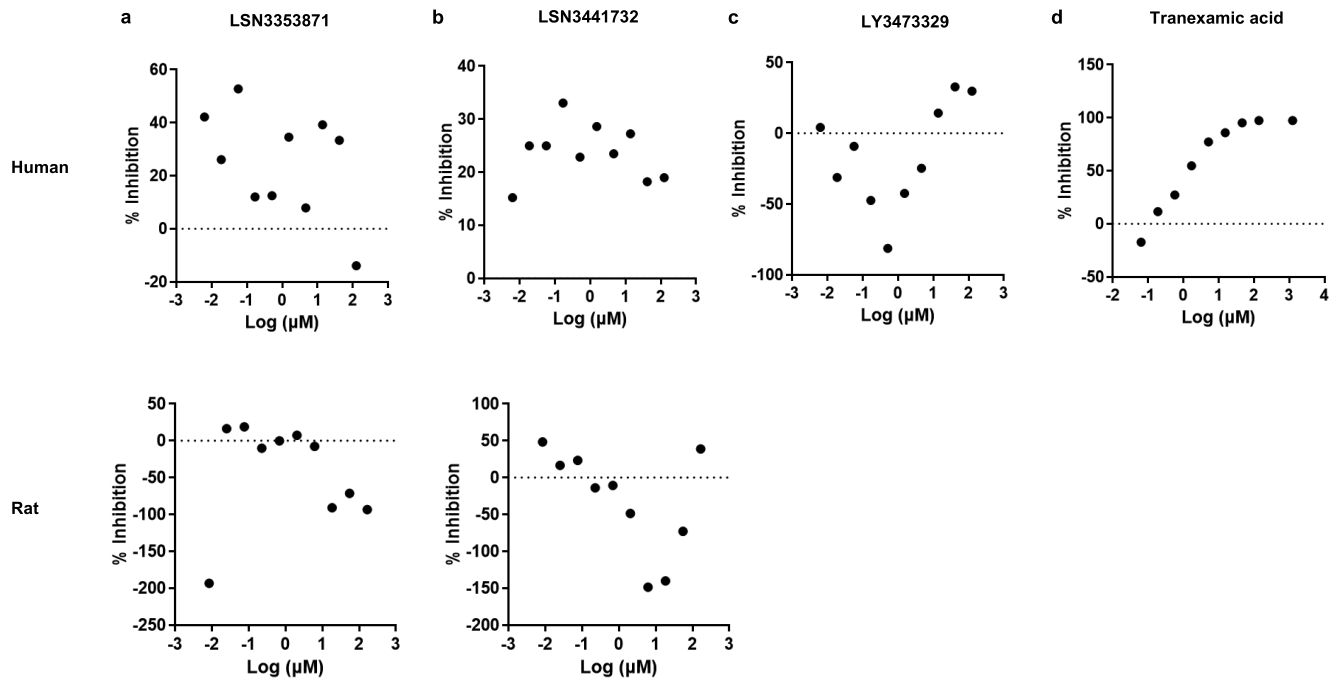 a LSN3353871 b LSN3441732 c LY3473329 d Tranexamic acid
Human
% Inhibition
60
40
20
0
-20
-3 -2 -1 0 1 2 3
Log (µM)
% Inhibition
40
30
20
10
0
-3 -2 -1 0 1 2 3
Log (µM)
% Inhibition
50
0
-50
-100
-3 -2 -1 0 1 2 3
Log (µM)
% Inhibition
150
100
50
0
-50
-2 -1 0 1 2 3 4
Log (µM)
Rat
% Inhibition
50
0
-50
-100
-150
-200
-250
-3 -2 -1 0 1 2 3
Log (µM)
% Inhibition
100
50
0
-50
-100
-150
-200
-3 -2 -1 0 1 2 3
Log (µM)